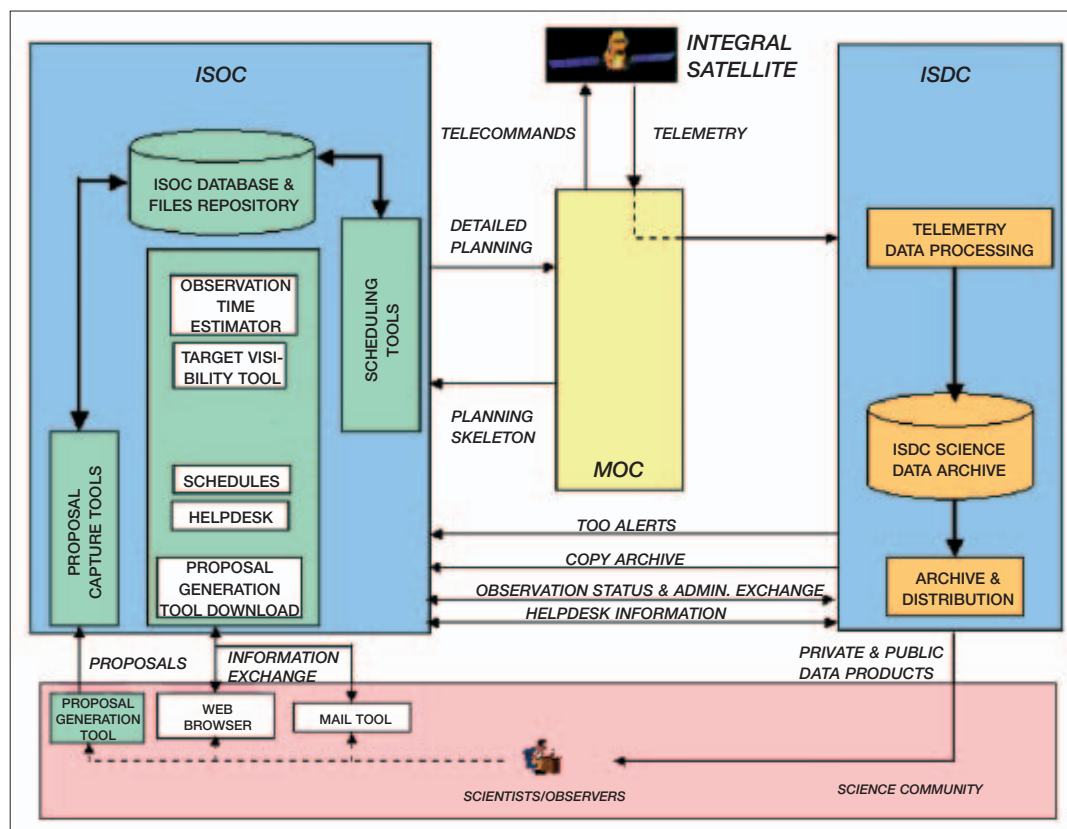 INTEGRAL
SATELLITE
ISOC
ISDC
TELECOMMANDS
TELEMETRY
ISOC DATABASE &
FILES REPOSITORY
DETAILED
PLANNING
TELEMETRY
DATA PROCESSING
OBSERVATION
TIME
ESTIMATOR
TARGET VISI-
BILITY TOOL
SCHEDULING
TOOLS
PLANNING
SKELETON
MOC
ISDC SCIENCE
DATA ARCHIVE
PROPOSAL
CAPTURE TOOLS
SCHEDULES
HELPDESK
PROPOSAL
GENERATION
TOOL DOWNLOAD
TOO ALERTS
COPY ARCHIVE
OBSERVATION STATUS & ADMIN. EXCHANGE
HELPDESK INFORMATION
ARCHIVE &
DISTRIBUTION
PROPOSALS
INFORMATION
EXCHANGE
PRIVATE & PUBLIC
DATA PRODUCTS
PROPOSAL
GENERATION
TOOL
WEB
BROWSER
MAIL TOOL
SCIENTISTS/OBSERVERS
SCIENCE COMMUNITY